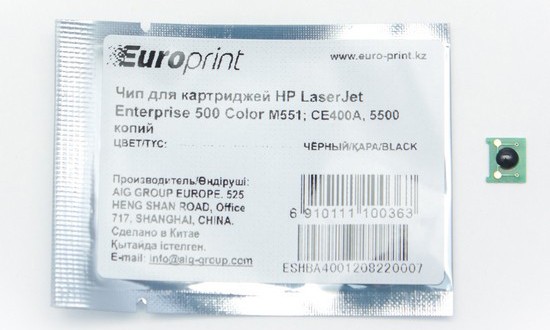 Europrint
www.euro-print.kz
Чип для картриджей HP LaserJet
Enterprise 500 Color M551; CE400A, 5500
копий
ЦВЕТ/ТҮС: ЧЁРНЫЙ/ҚАРА/BLACK
Производитель/Өндіруші:
AIG GROUP EUROPE. 525
HENG SHAN ROAD, Office
717, SHANGHAI, CHINA.
Сделано в Китае
Қытайда істелген.
E-mail: info@aig-group.com
6 910111 100363
ESHBA4001208220007